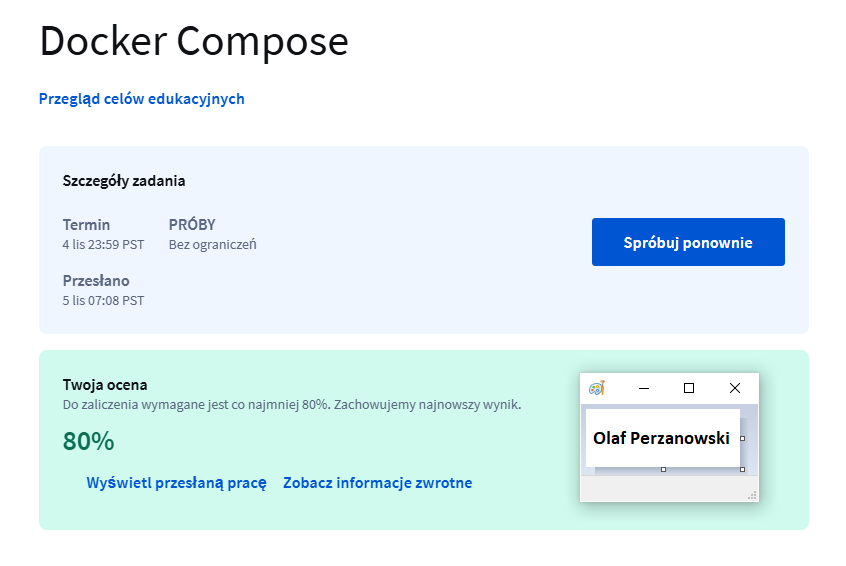 Docker Compose
Przegląd celów edukacyjnych
Szczegóły zadania
Termin
4 lis 23:59 PST
PRÓBY
Bez ograniczeń
Spróbuj ponownie
Przesłano
5 lis 07:08 PST
Twoja ocena
Do zaliczenia wymagane jest co najmniej 80%. Zachowujemy najnowszy wynik.
80%
Olaf Perzanowski
Wyświetl przesłaną pracę
Zobacz informacje zwrotne